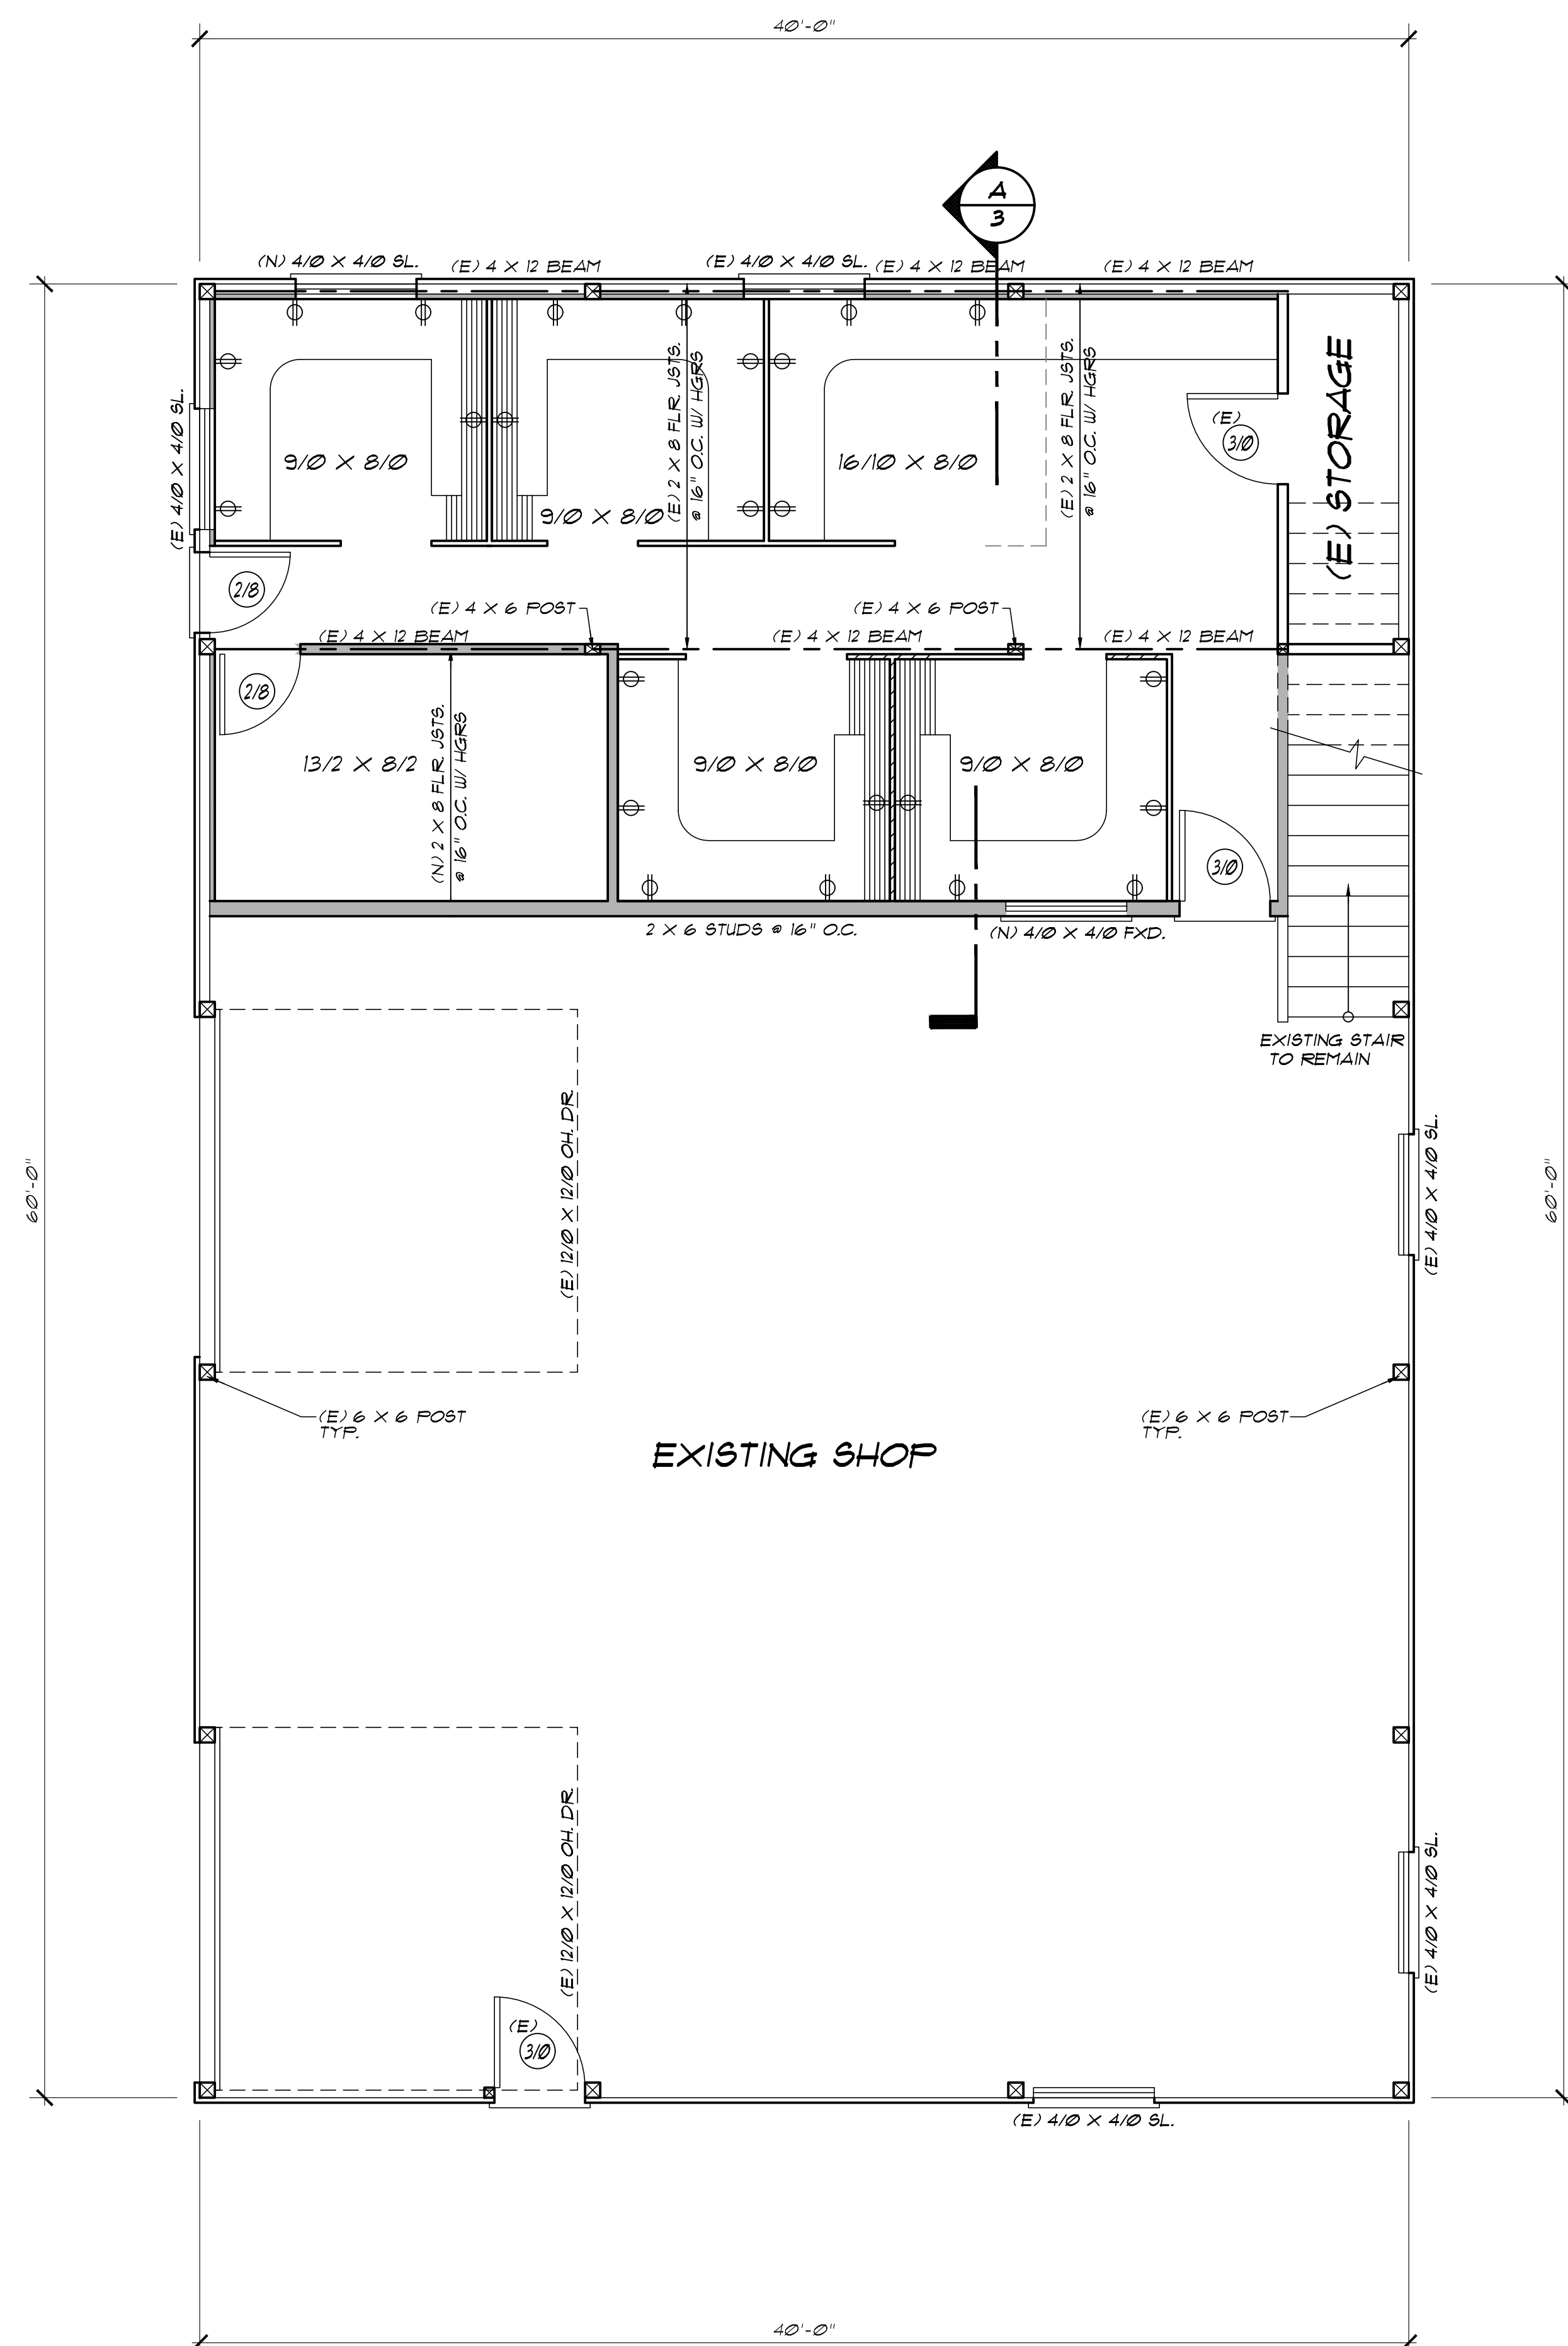 40'-0"
A
3
(N) 4/0 X 4/0 SL.
(E) 4 X 12 BEAM
(E) 4/0 X 4/0 SL.
(E) 4 X 12 BEAM
(E) 4 X 12 BEAM
(E) 4/0 X 4/0 SL.
9/0 X 8/0
9/0 X 8/0
(E) 2 X 8 FLR. JSTS.
@ 16" O.C. W/ HGRS
16/10 X 8/0
(E) 2 X 8 FLR. JSTS.
@ 16" O.C. W/ HGRS
(E)
3/0
(E) STORAGE
2/8
(E) 4 X 6 POST
(E) 4 X 6 POST
(E) 4 X 12 BEAM
(E) 4 X 12 BEAM
(E) 4 X 12 BEAM
2/8
13/2 X 8/2
(N) 2 X 8 FLR. JSTS.
@ 16" O.C. W/ HGRS
9/0 X 8/0
9/0 X 8/0
3/0
2 X 6 STUDS @ 16" O.C.
(N) 4/0 X 4/0 FXD.
EXISTING STAIR
TO REMAIN
60'-0"
(E) 12/0 X 12/0 OH. DR.
(E) 4/0 X 4/0 SL.
60'-0"
(E) 6 X 6 POST
TYP.
(E) 6 X 6 POST
TYP.
EXISTING SHOP
(E) 12/0 X 12/0 OH. DR.
(E) 4/0 X 4/0 SL.
(E)
3/0
(E) 4/0 X 4/0 SL.
40'-0"